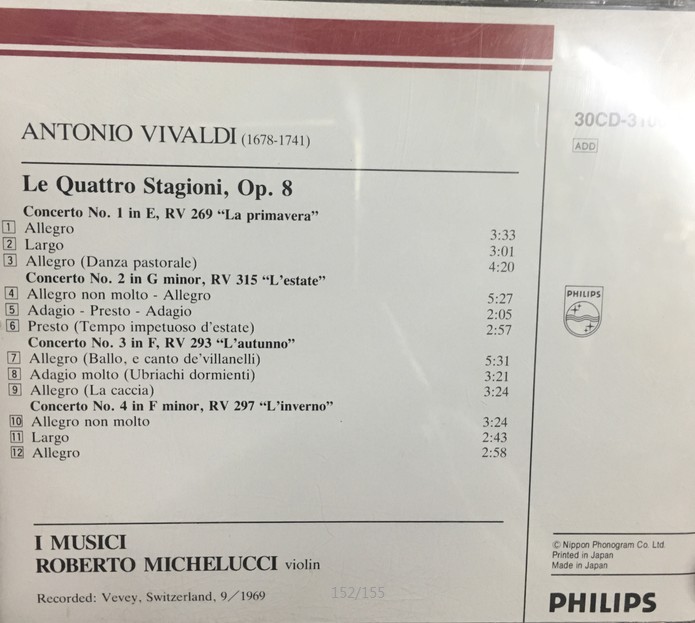 ANTONIO VIVALDI (1678-1741)
Le Quattro Stagioni, Op. 8
Concerto No. 1 in E, RV 269 “La primavera”
1 Allegro 3:33
2 Largo 3:01
3 Allegro (Danza pastorale) 4:20
Concerto No. 2 in G minor, RV 315 “L’estate”
4 Allegro non molto - Allegro 5:27
5 Adagio - Presto - Adagio 2:05
6 Presto (Tempo impetuoso d’estate) 2:57
Concerto No. 3 in F, RV 293 “L’autunno”
7 Allegro (Ballo, e canto de’villanelli) 5:31
8 Adagio molto (Ubriachi dormienti) 3:21
9 Allegro (La caccia) 3:24
Concerto No. 4 in F minor, RV 297 “L’inverno”
10 Allegro non molto 3:24
11 Largo 2:43
12 Allegro 2:58
I MUSICI
ROBERTO MICHELUCCI violin
Recorded: Vevey, Switzerland, 9/1969
152/155
ADD
PHILIPS
© Nippon Phonogram Co. Ltd.
Printed in Japan
Made in Japan
PHILIPS